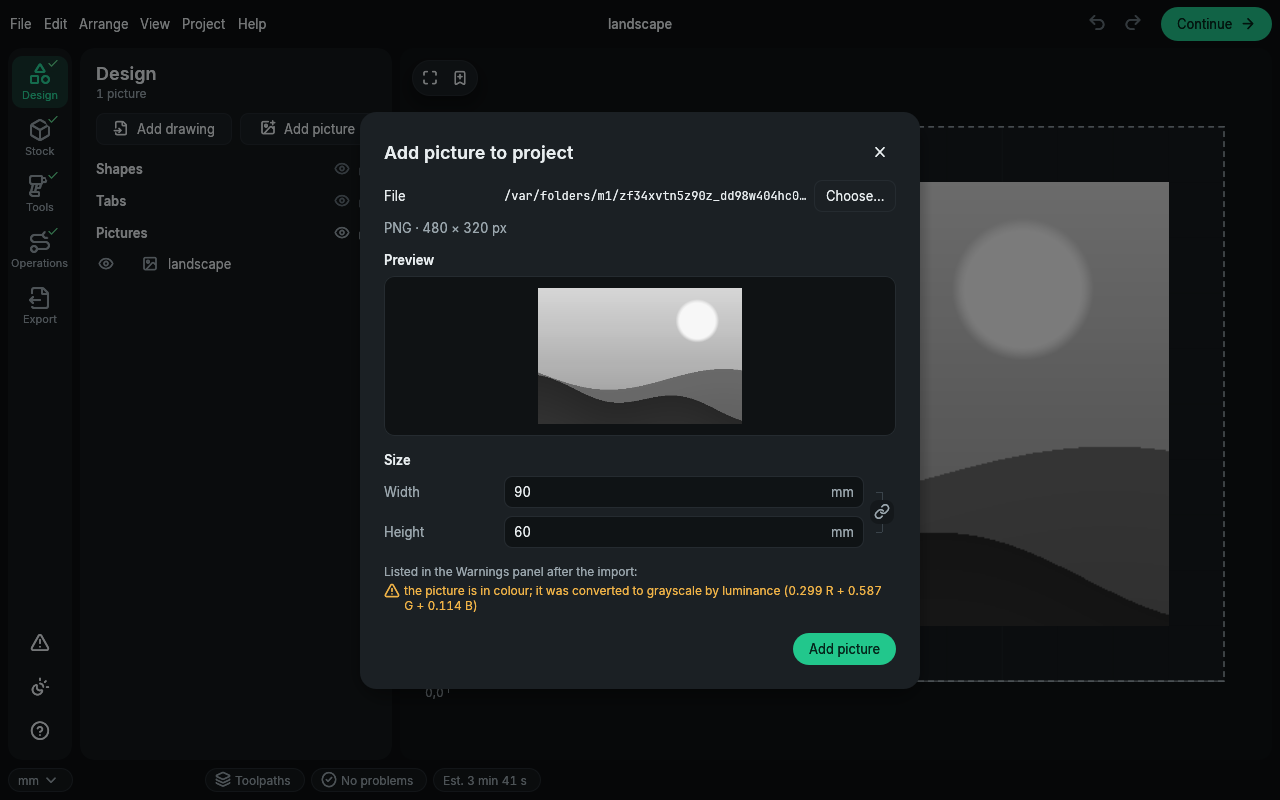 File Edit Arrange View Project Help
landscape
Continue
Design
Stock
Tools
Operations
Export
Design
1 picture
Add drawing
Add picture
Shapes
Tabs
Pictures
landscape
Add picture to project
File
/var/folders/m1/zf34xvtn5z90z_dd98w404hc0…
Choose…
PNG · 480 × 320 px
Preview
Size
Width
90
mm
Height
60
mm
Listed in the Warnings panel after the import:
the picture is in colour; it was converted to grayscale by luminance (0.299 R + 0.587
G + 0.114 B)
Add picture
0,0
mm
Toolpaths
No problems
Est. 3 min 41 s